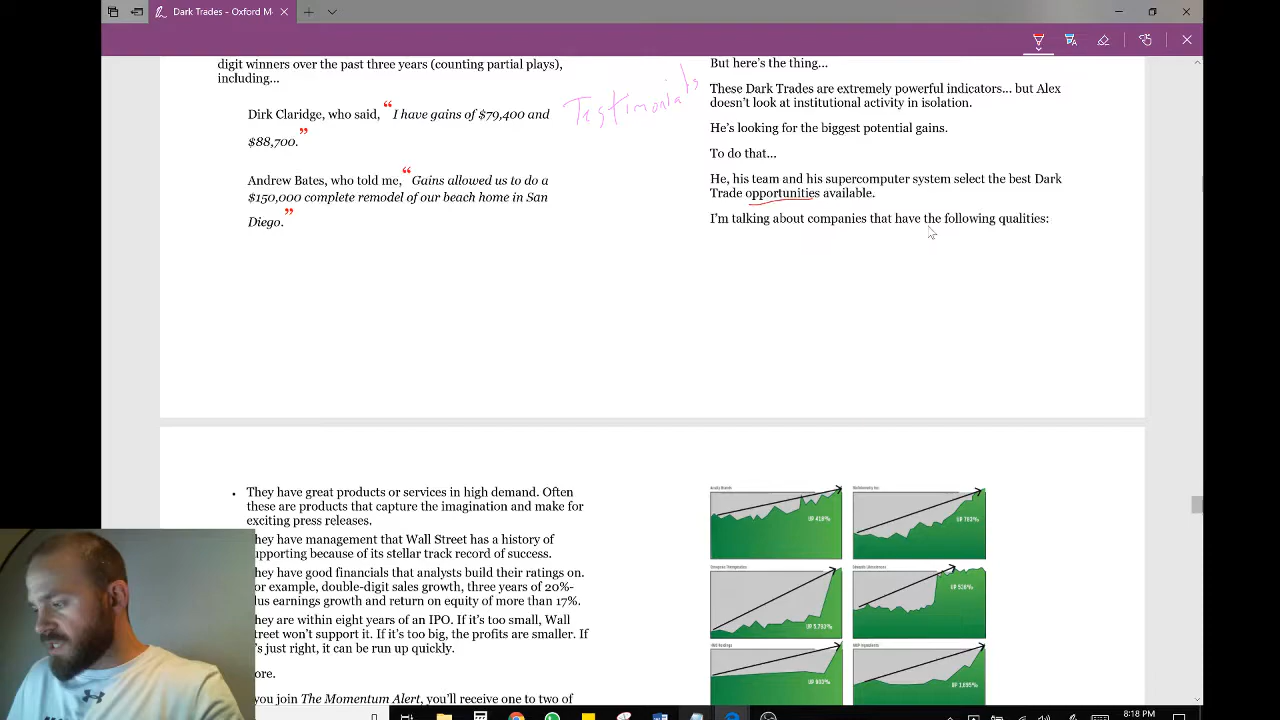 Dark Trades - Oxford M
digit winners over the past three years (counting partial plays),
including...
Dirk Claridge, who said, “I have gains of $79,400 and
$88,700.”
Andrew Bates, who told me, “Gains allowed us to do a
$150,000 complete remodel of our beach home in San
Diego.”
Testimonials
But here's the thing...
These Dark Trades are extremely powerful indicators... but Alex
doesn't look at institutional activity in isolation.
He's looking for the biggest potential gains.
To do that...
He, his team and his supercomputer system select the best Dark
Trade opportunities available.
I'm talking about companies that have the following qualities:
They have great products or services in high demand. Often
these are products that capture the imagination and make for
exciting press releases.
hey have management that Wall Street has a history of
upporting because of its stellar track record of success.
hey have good financials that analysts build their ratings on.
or example, double-digit sales growth, three years of 20%-
lus earnings growth and return on equity of more than 17%.
hey are within eight years of an IPO. If it's too small, Wall
treet won't support it. If it's too big, the profits are smaller. If
's just right, it can be run up quickly.
ore.
you join The Momentum Alert, you'll receive one to two of
UP 418%
UP 783%
UP 530%
8:18 PM